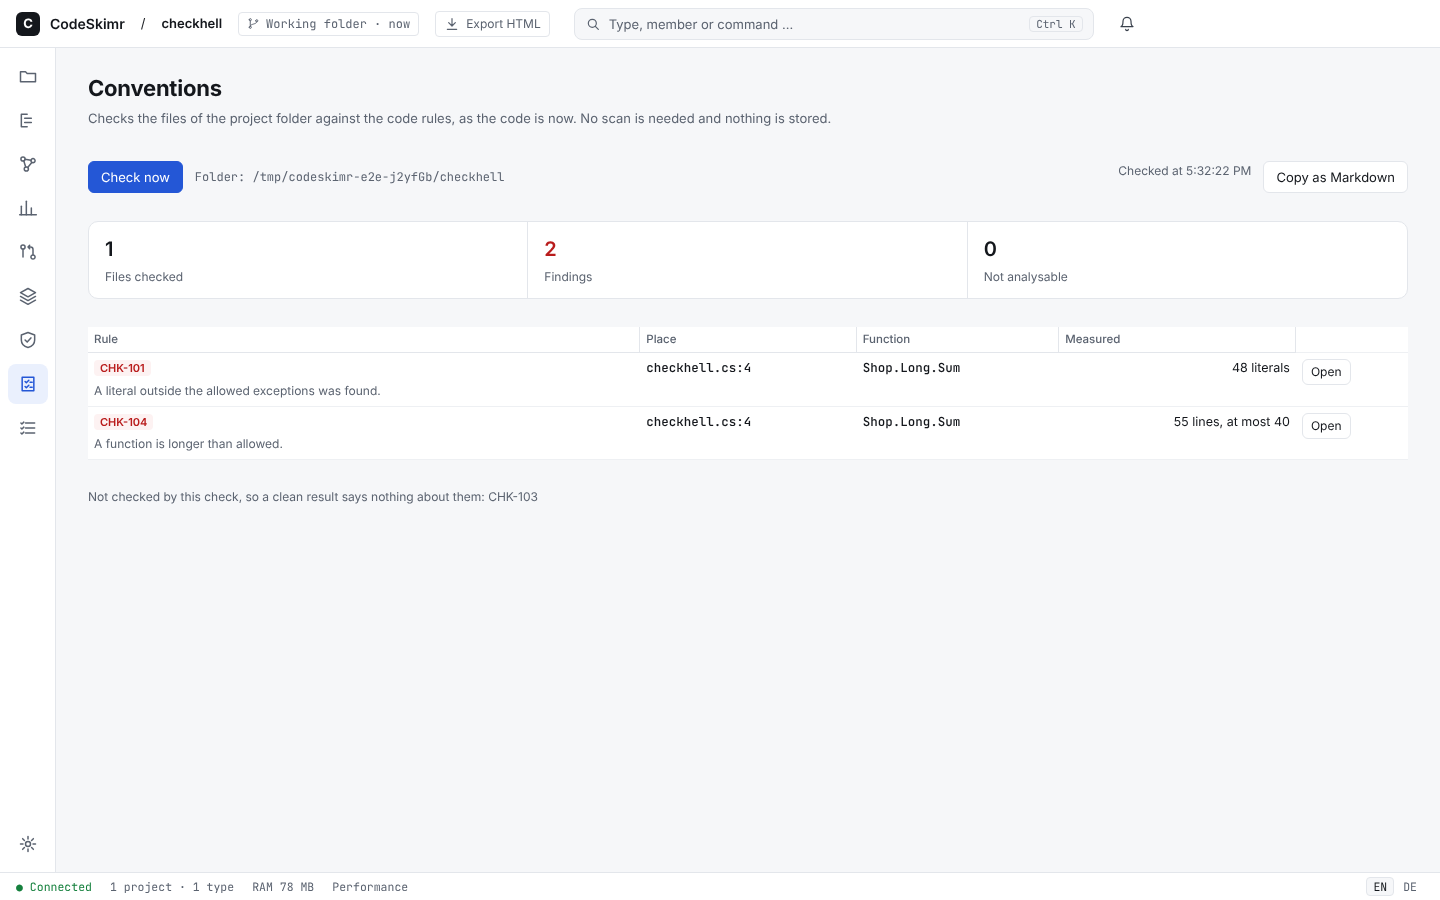 C CodeSkimr / checkhell Working folder · now Export HTML Type, member or command ... Ctrl K
Conventions
Checks the files of the project folder against the code rules, as the code is now. No scan is needed and nothing is stored.
Check now Folder: /tmp/codeskimr-e2e-j2yfGb/checkhell Checked at 5:32:22 PM Copy as Markdown
1 2 0
Files checked Findings Not analysable
Rule Place Function Measured
CHK-101 checkhell.cs:4 Shop.Long.Sum 48 literals Open
A literal outside the allowed exceptions was found.
CHK-104 checkhell.cs:4 Shop.Long.Sum 55 lines, at most 40 Open
A function is longer than allowed.
Not checked by this check, so a clean result says nothing about them: CHK-103
Connected 1 project · 1 type RAM 78 MB Performance EN DE